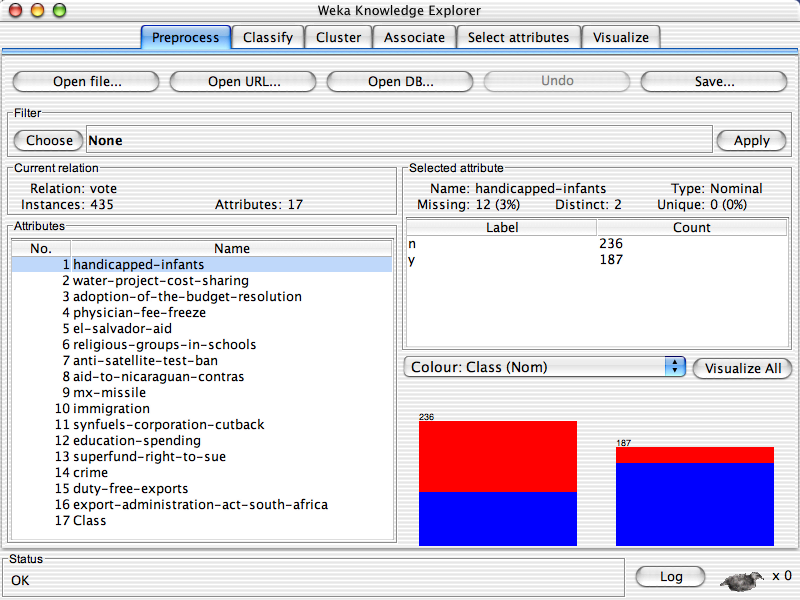 Weka Knowledge Explorer
Preprocess Classify Cluster Associate Select attributes Visualize
Open file... Open URL... Open DB... Undo Save...
Filter
Choose None Apply
Current relation
Relation: vote
Instances: 435 Attributes: 17
Selected attribute
Name: handicapped-infants Type: Nominal
Missing: 12 (3%) Distinct: 2 Unique: 0 (0%)
Attributes
No. Name
1 handicapped-infants
2 water-project-cost-sharing
3 adoption-of-the-budget-resolution
4 physician-fee-freeze
5 el-salvador-aid
6 religious-groups-in-schools
7 anti-satellite-test-ban
8 aid-to-nicaraguan-contras
9 mx-missile
10 immigration
11 synfuels-corporation-cutback
12 education-spending
13 superfund-right-to-sue
14 crime
15 duty-free-exports
16 export-administration-act-south-africa
17 Class
Label Count
n 236
y 187
Colour: Class (Nom) Visualize All
236
187
Status
OK
Log x 0